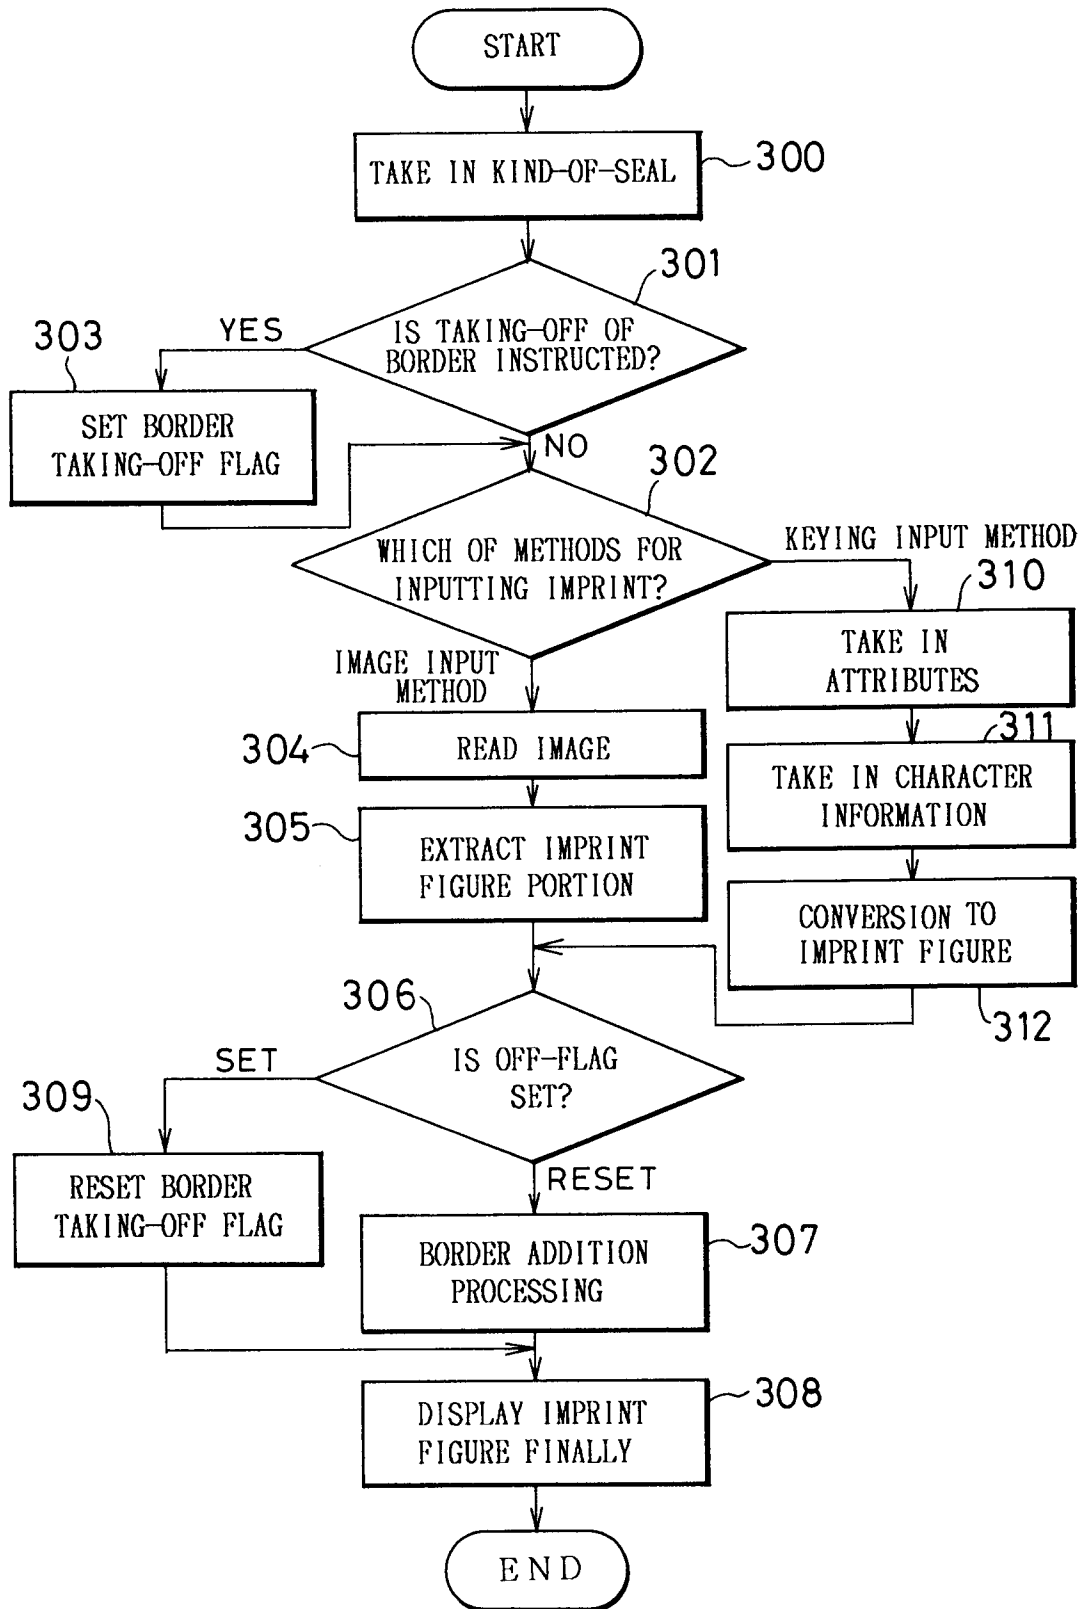 START
TAKE IN KIND-OF-SEAL
300
301
IS TAKING-OFF OF
BORDER INSTRUCTED?
YES
303
SET BORDER
TAKING-OFF FLAG
NO
302
WHICH OF METHODS FOR
INPUTTING IMPRINT?
KEYING INPUT METHOD
310
TAKE IN
ATTRIBUTES
IMAGE INPUT
METHOD
304
READ IMAGE
311
TAKE IN CHARACTER
INFORMATION
305
EXTRACT IMPRINT
FIGURE PORTION
CONVERSION TO
IMPRINT FIGURE
312
306
IS OFF-FLAG
SET?
SET
309
RESET BORDER
TAKING-OFF FLAG
RESET
BORDER ADDITION
PROCESSING
307
308
DISPLAY IMPRINT
FIGURE FINALLY
END